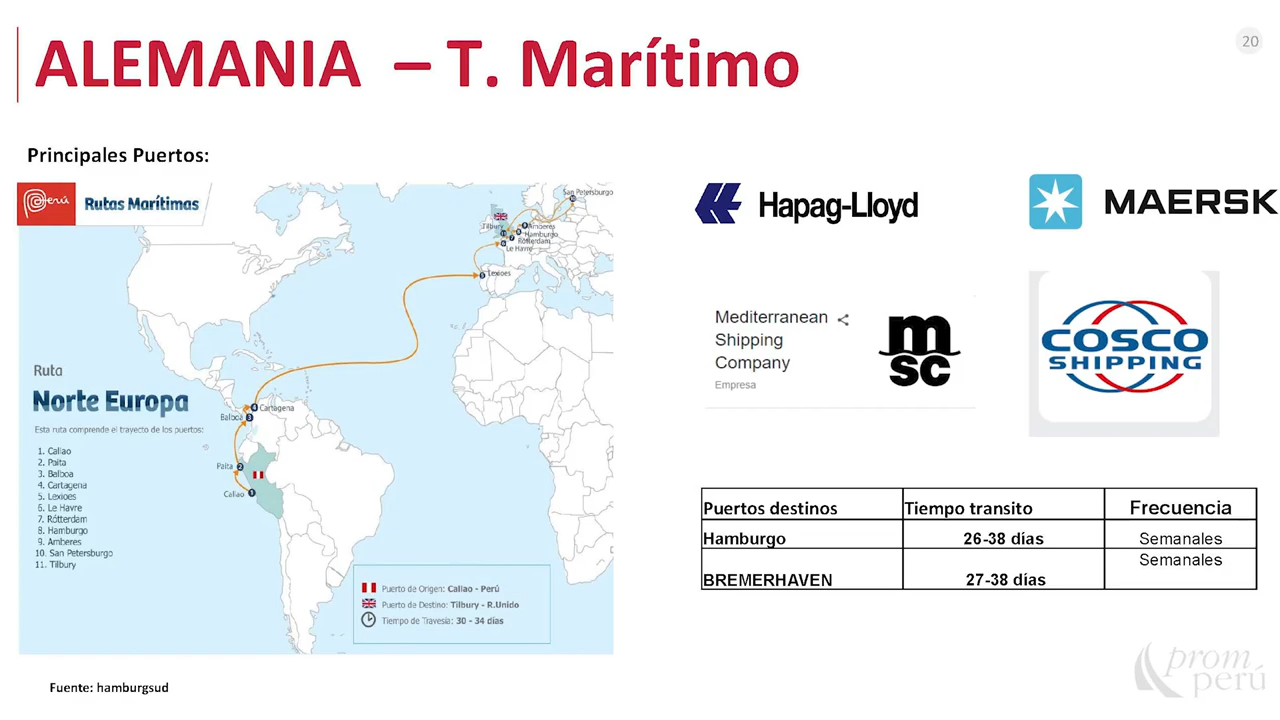 ALEMANIA – T. Marítimo
20
Principales Puertos:
Perú
Rutas Marítimas
San Petersburgo
Tilbury
Amberes
Hamburgo
Rótterdam
Le Havre
Lexioes
Ruta
Norte Europa
Esta ruta comprende el trayecto de los puertos:
1. Callao
2. Paita
3. Balboa
4. Cartagena
5. Lexioes
6. Le Havre
7. Rótterdam
8. Hamburgo
9. Amberes
10. San Petersburgo
11. Tilbury
Cartagena
Balboa
Paita
Callao
Puerto de Origen: Callao - Perú
Puerto de Destino: Tilbury - R.Unido
Tiempo de Travesía: 30 - 34 días
Fuente: hamburgsud
Hapag-Lloyd
MAERSK
Mediterranean
Shipping
Company
Empresa
m
sc
COSCO
SHIPPING
Puertos destinos Tiempo transito Frecuencia
Hamburgo 26-38 días Semanales
BREMERHAVEN 27-38 días Semanales
prom
perú